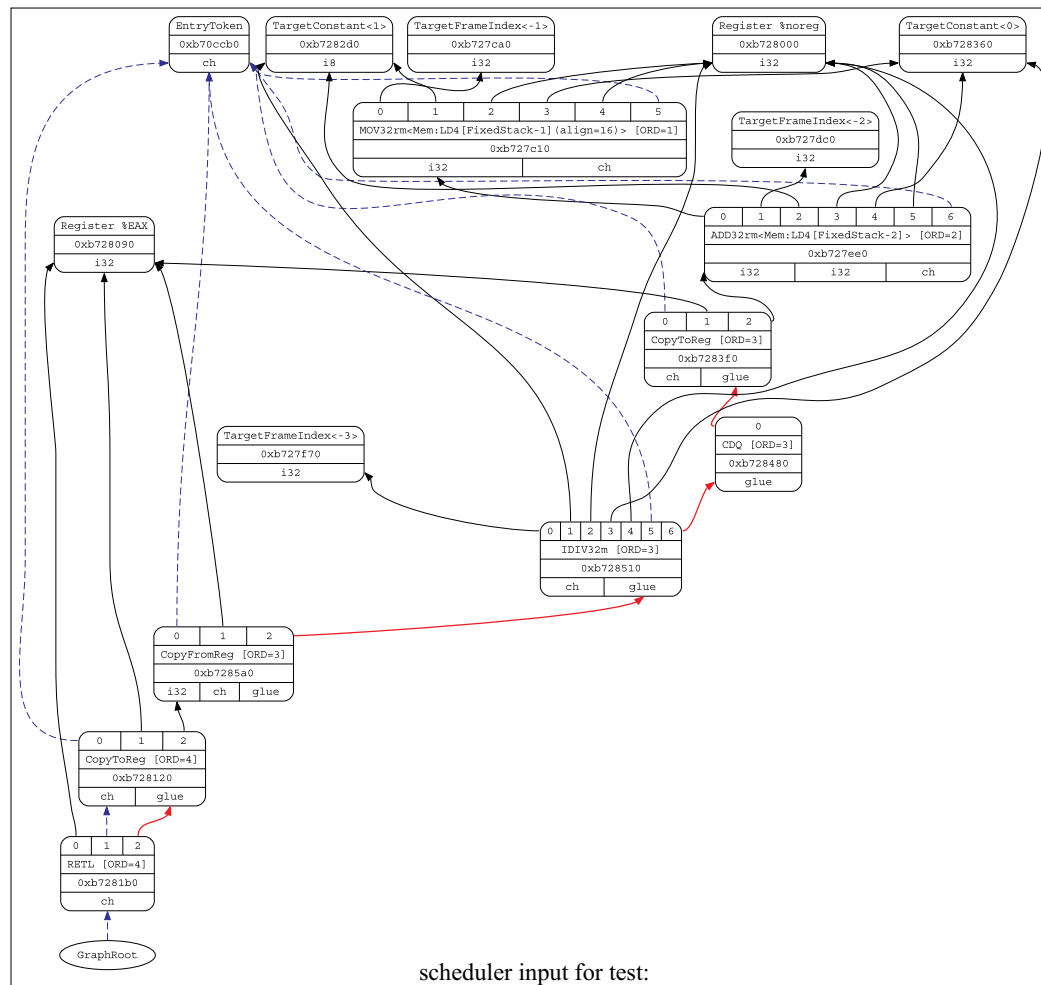 EntryToken
0xb70ccb0
ch
TargetConstant<1>
0xb7282d0
i8
TargetFrameIndex<-1>
0xb727ca0
i32
Register %noreg
0xb728000
i32
TargetConstant<0>
0xb728360
i32
0 1 2 3 4 5
MOV32rm<Mem:LD4[FixedStack-1](align=16)> [ORD=1]
0xb727c10
i32 ch
TargetFrameIndex<-2>
0xb727dc0
i32
0 1 2 3 4 5 6
ADD32rm<Mem:LD4[FixedStack-2]> [ORD=2]
0xb727ee0
i32 i32 ch
Register %EAX
0xb728090
i32
0 1 2
CopyToReg [ORD=3]
0xb7283f0
ch glue
0
CDQ [ORD=3]
0xb728480
glue
TargetFrameIndex<-3>
0xb727f70
i32
0 1 2 3 4 5 6
IDIV32m [ORD=3]
0xb728510
ch glue
0 1 2
CopyFromReg [ORD=3]
0xb7285a0
i32 ch glue
0 1 2
CopyToReg [ORD=4]
0xb728120
ch glue
0 1 2
RETL [ORD=4]
0xb7281b0
ch
GraphRoot
scheduler input for test: